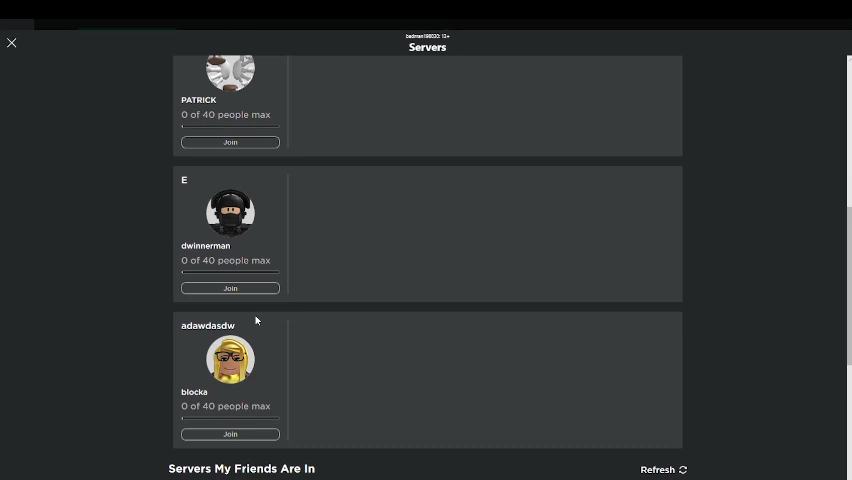 badman198020: 13+
Servers
PATRICK
0 of 40 people max
Join
E
dwinnerman
0 of 40 people max
Join
adawdasdw
blocka
0 of 40 people max
Join
Servers My Friends Are In
Refresh